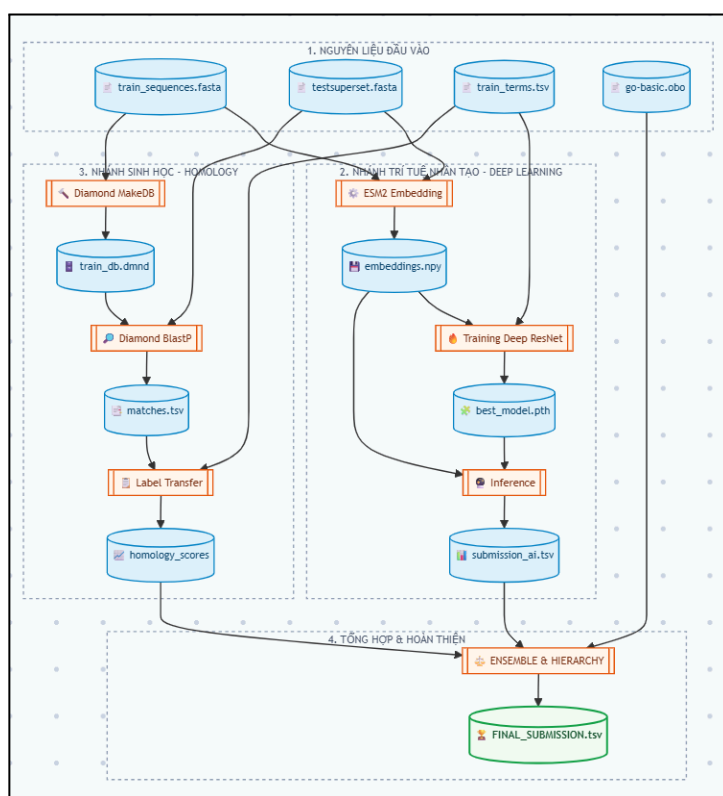 1. NGUYÊN LIỆU ĐẦU VÀO
train_sequences.fasta
testsuperset.fasta
train_terms.tsv
go-basic.obo
3. NHÁNH SINH HỌC - HOMOLOGY
Diamond MakeDB
train_db.dmnd
Diamond BlastP
matches.tsv
Label Transfer
homology_scores
2. NHÁNH TRÍ TUỆ NHÂN TẠO - DEEP LEARNING
ESM2 Embedding
embeddings.npy
Training Deep ResNet
best_model.pth
Inference
submission_ai.tsv
4. TỔNG HỢP & HOÀN THIỆN
ENSEMBLE & HIERARCHY
FINAL_SUBMISSION.tsv